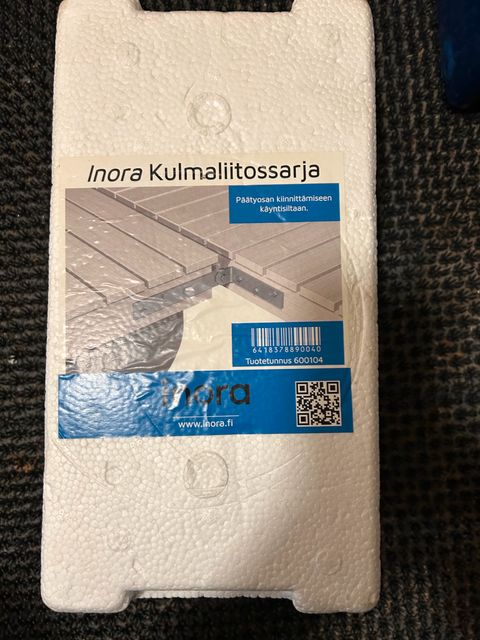 Inora Kulmaliitossarja
Päätyosan kiinnittämiseen
käyntisiltaan.
6418378890040
Tuotetunnus 600104
inora
www.inora.fi